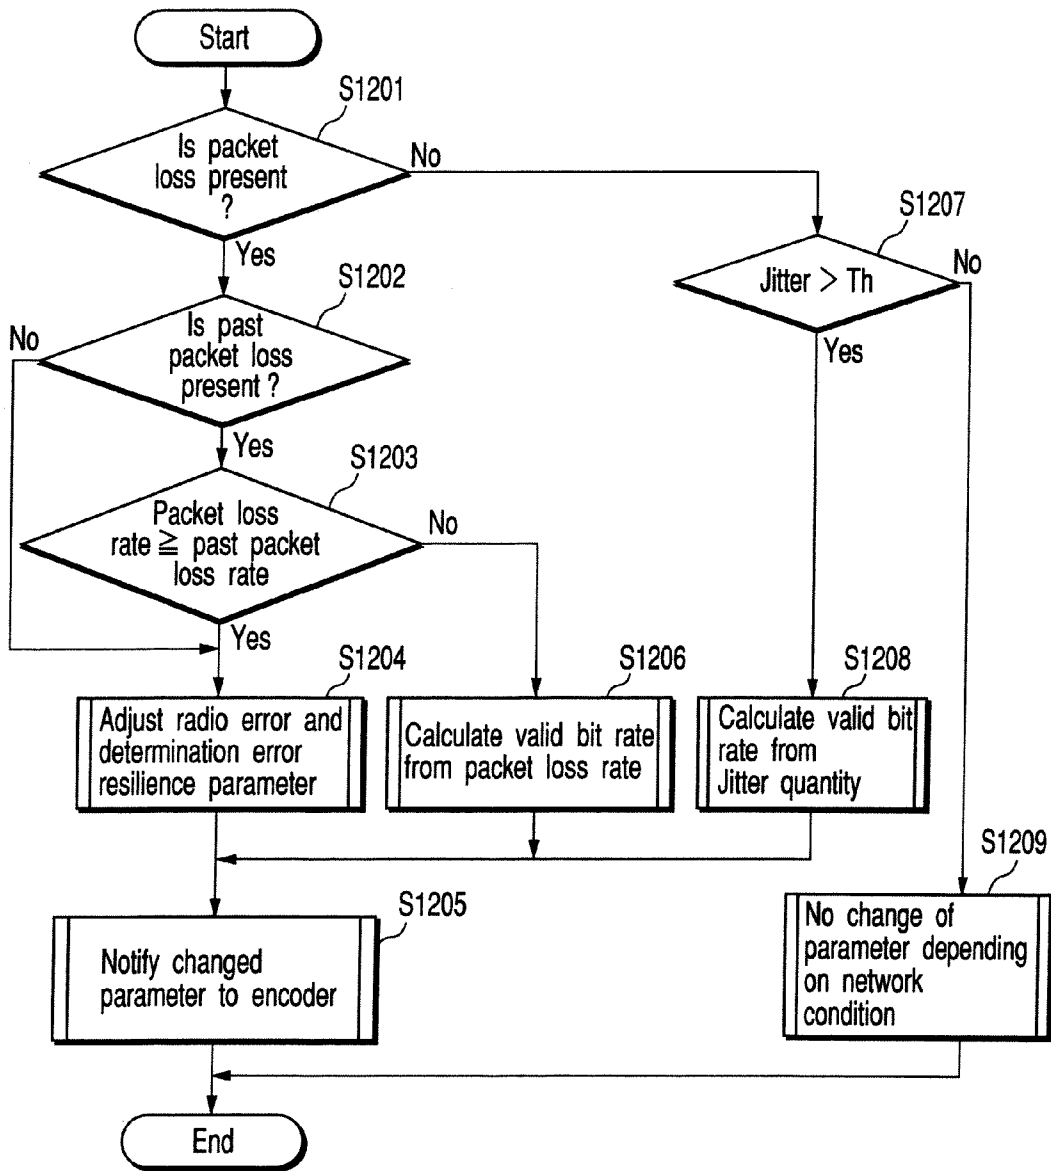 Start
S1201
Is packet
loss present
?
No
Yes
S1207
Jitter > Th
No
Yes
S1202
Is past
packet loss
present ?
No
Yes
S1203
Packet loss
rate ≧ past packet
loss rate
No
Yes
S1204
Adjust radio error and
determination error
resilience parameter
S1206
Calculate valid bit rate
from packet loss rate
S1208
Calculate valid bit
rate from
Jitter quantity
S1205
Notify changed
parameter to encoder
S1209
No change of
parameter depending
on network
condition
End